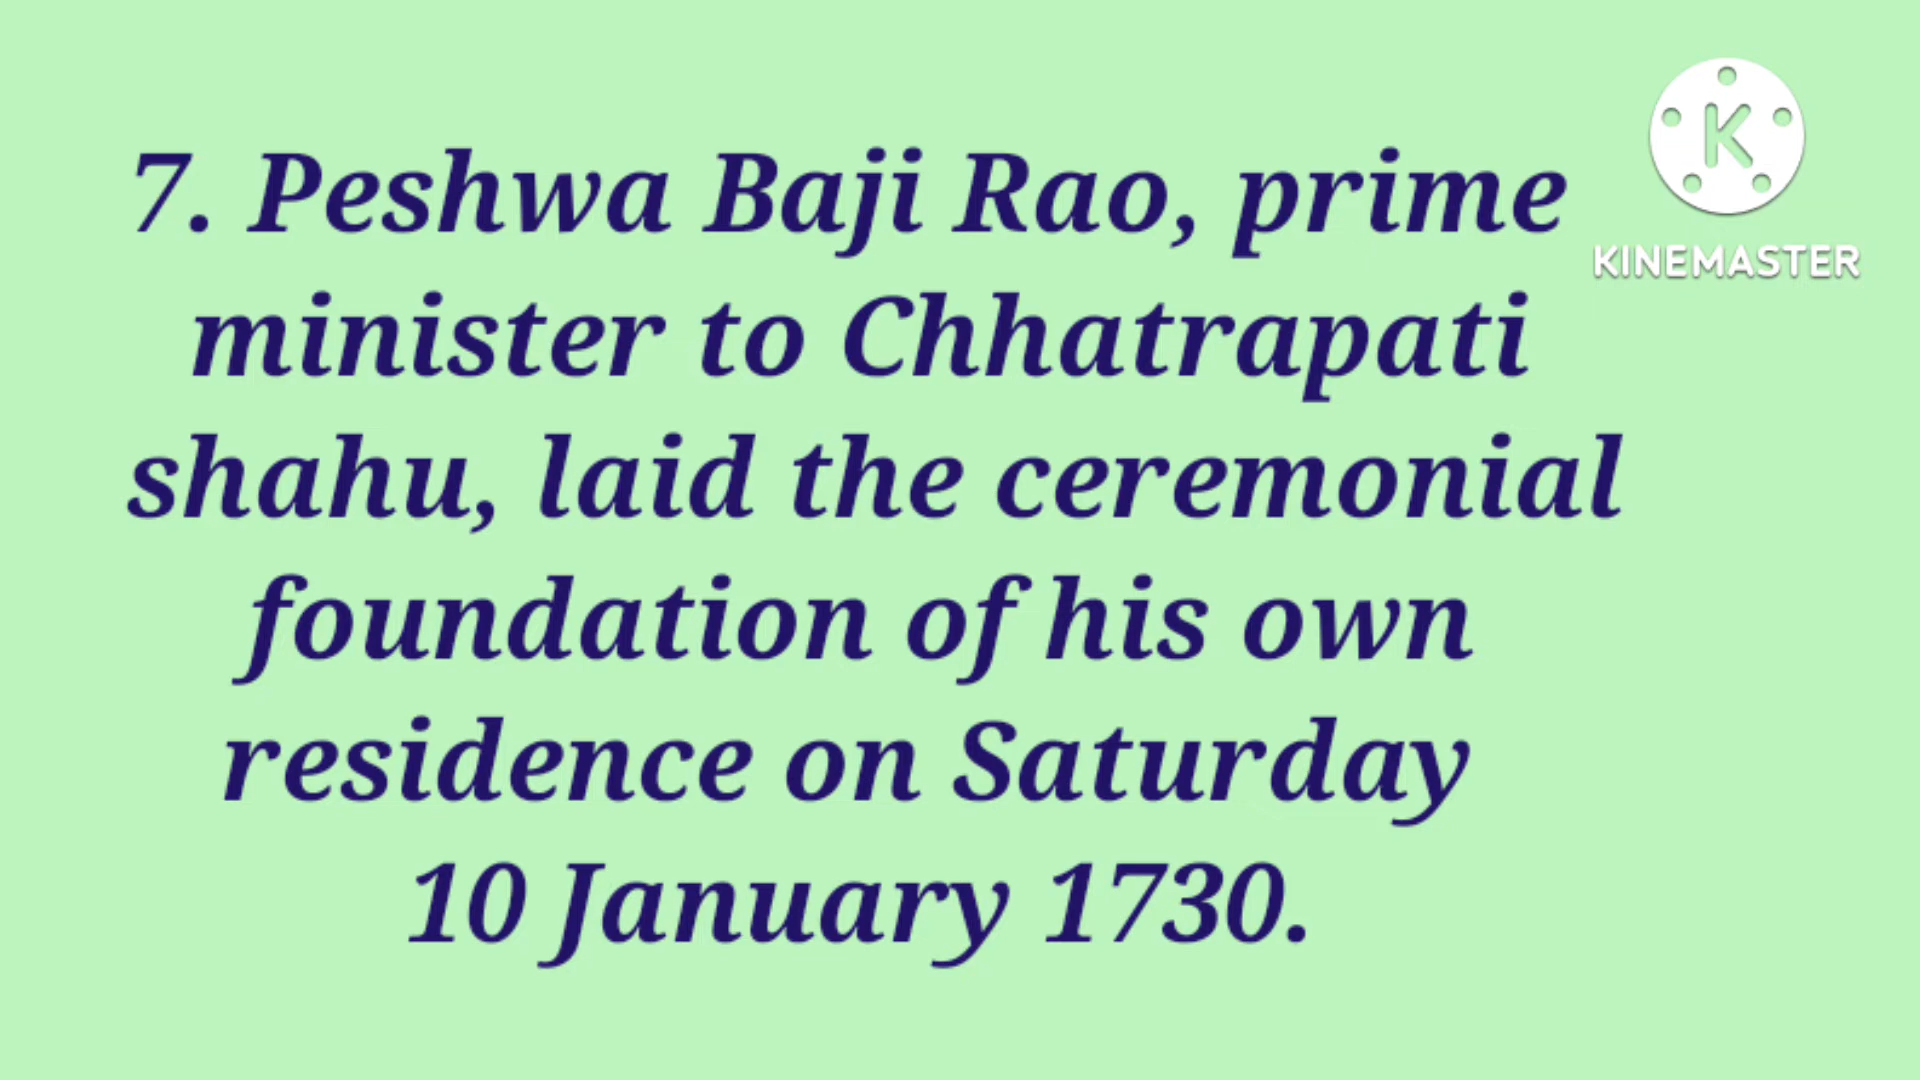 7. Peshwa Baji Rao, prime
minister to Chhatrapati
shahu, laid the ceremonial
foundation of his own
residence on Saturday
10 January 1730.
K
KINEMASTER